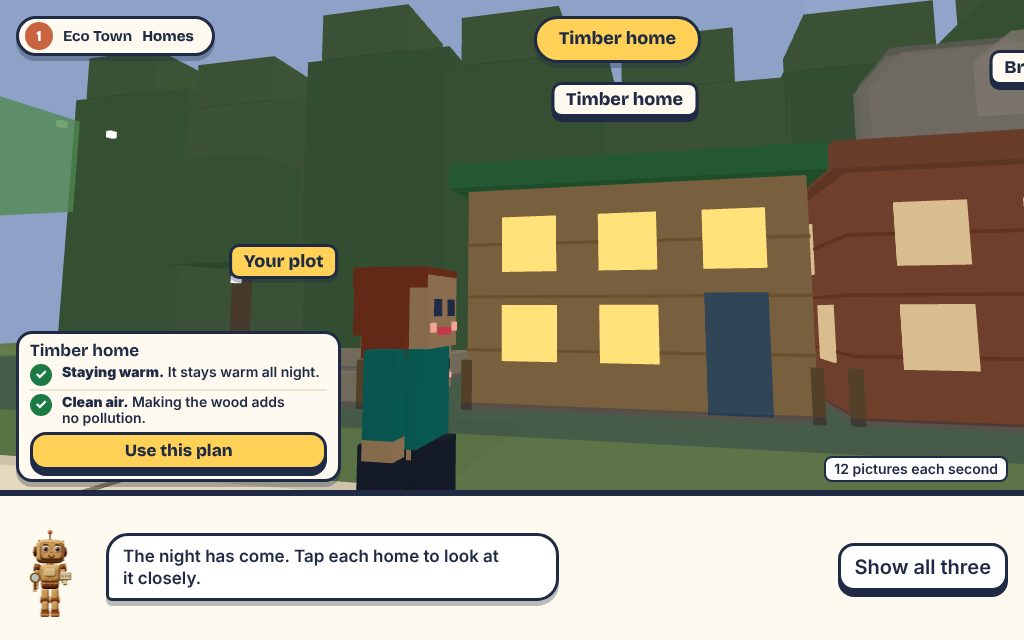 1 Eco Town Homes
Timber home
Timber home
Br
Your plot
Timber home
Staying warm. It stays warm all night.
Clean air. Making the wood adds
no pollution.
Use this plan
12 pictures each second
The night has come. Tap each home to look at
it closely.
Show all three